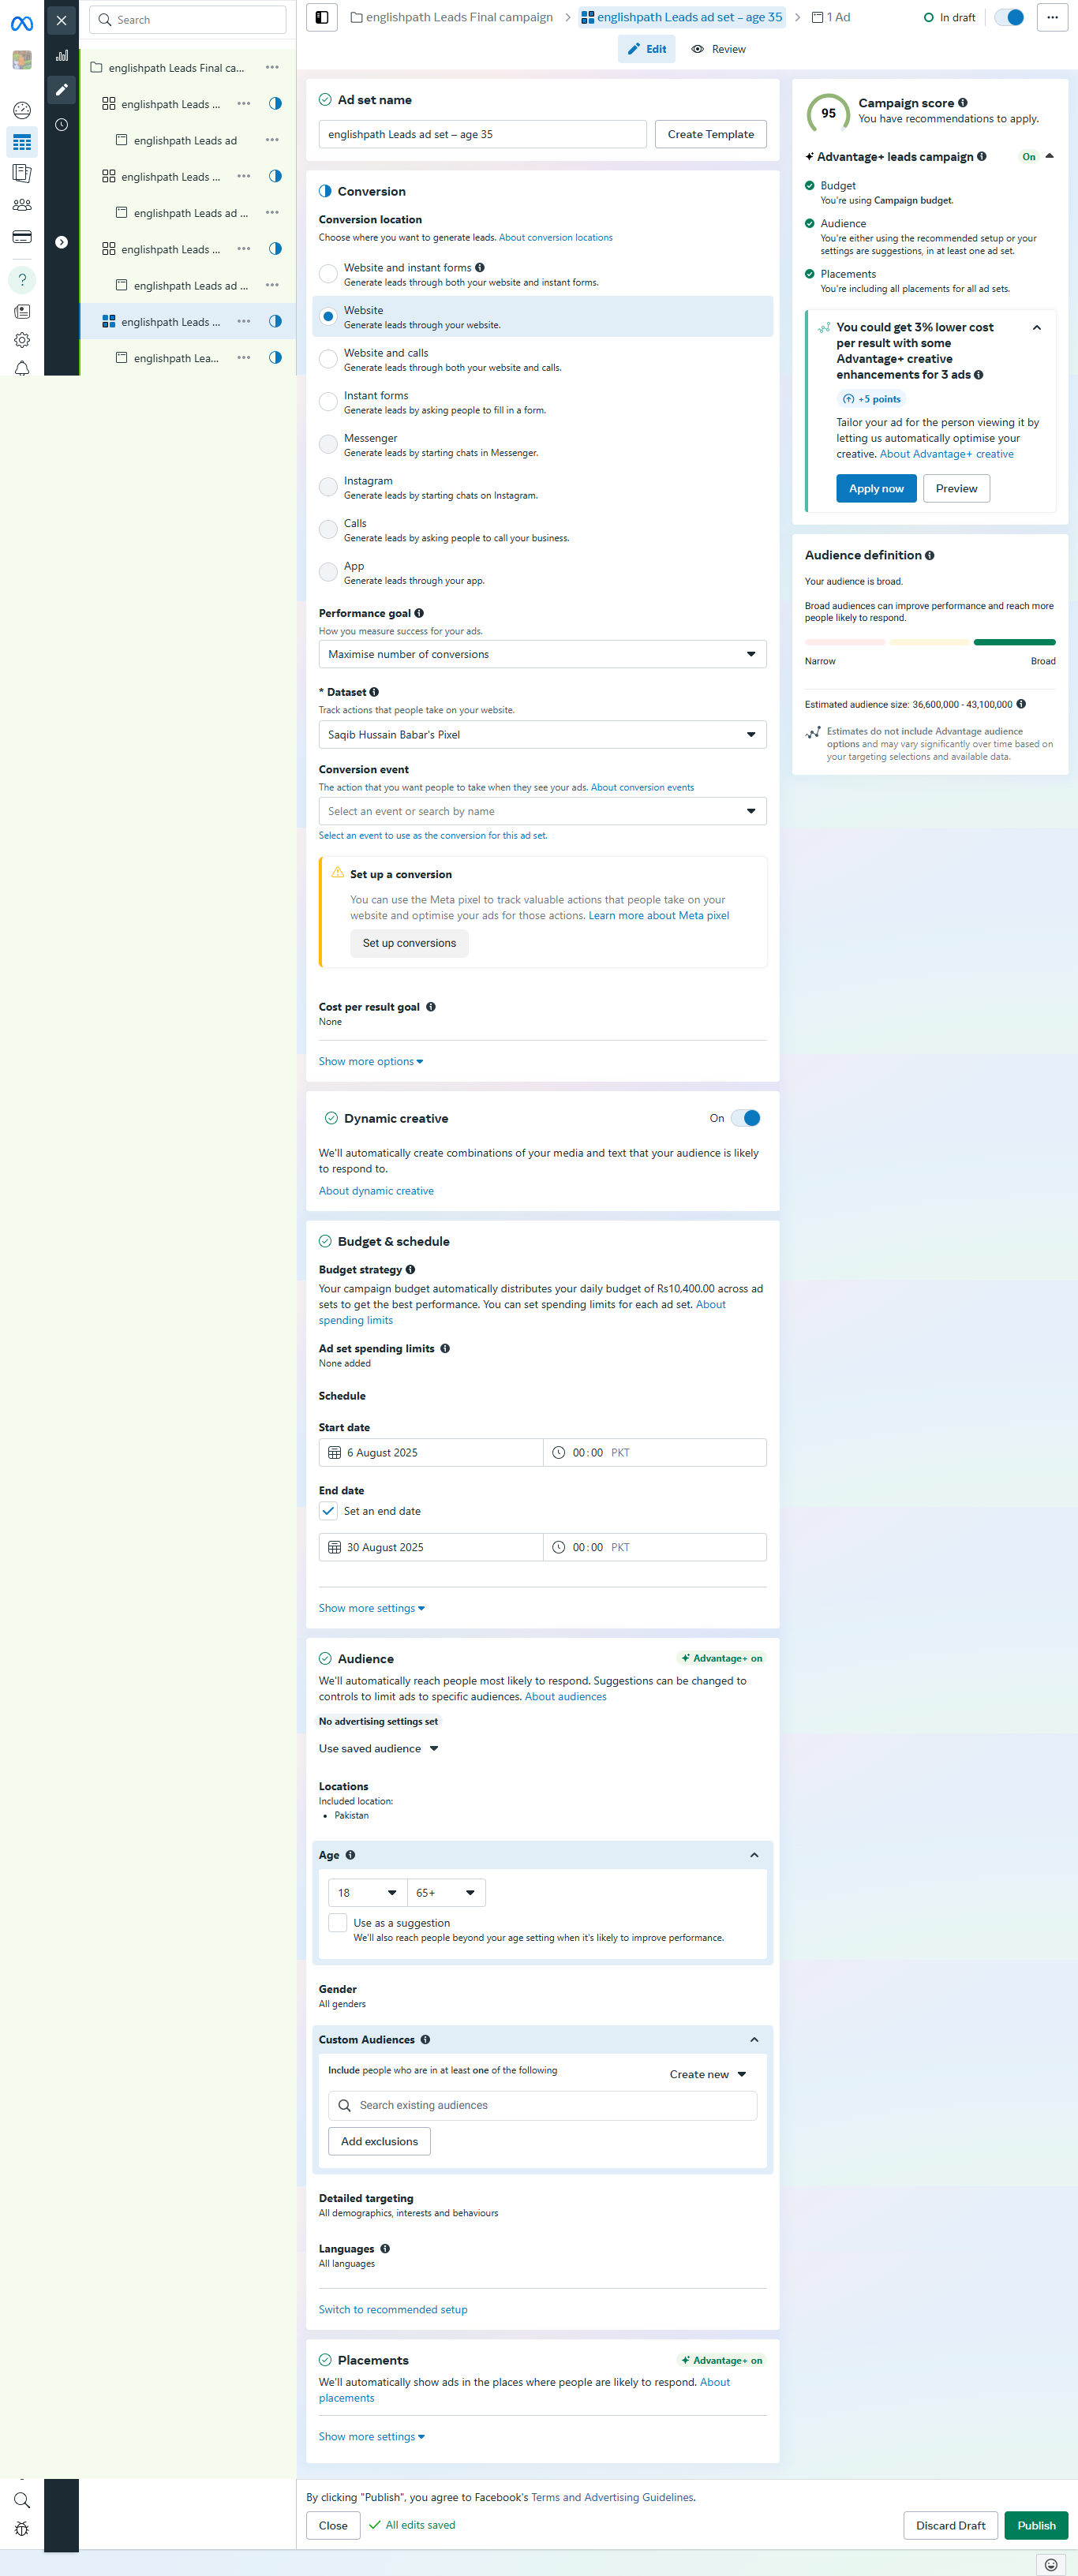 Search
englishpath Leads Final ca...
englishpath Leads ...
englishpath Leads ad
englishpath Leads ...
englishpath Leads ad ...
englishpath Leads ...
englishpath Leads ad ...
englishpath Leads ...
englishpath Lea...
englishpath Leads Final campaign
englishpath Leads ad set – age 35
1 Ad
In draft
Edit
Review
Ad set name
englishpath Leads ad set – age 35
Create Template
Conversion
Conversion location
Choose where you want to generate leads. About conversion locations
Website and instant forms
Generate leads through both your website and instant forms.
Website
Generate leads through your website.
Website and calls
Generate leads through both your website and calls.
Instant forms
Generate leads by asking people to fill in a form.
Messenger
Generate leads by starting chats in Messenger.
Instagram
Generate leads by starting chats on Instagram.
Calls
Generate leads by asking people to call your business.
App
Generate leads through your app.
Performance goal
How you measure success for your ads.
Maximise number of conversions
* Dataset
Track actions that people take on your website.
Saqib Hussain Babar's Pixel
Conversion event
The action that you want people to take when they see your ads. About conversion events
Select an event or search by name
Select an event to use as the conversion for this ad set.
Set up a conversion
You can use the Meta pixel to track valuable actions that people take on your
website and optimise your ads for those actions. Learn more about Meta pixel
Set up conversions
Cost per result goal
None
Show more options
Dynamic creative
On
We'll automatically create combinations of your media and text that your audience is likely
to respond to.
About dynamic creative
Budget & schedule
Budget strategy
Your campaign budget automatically distributes your daily budget of Rs10,400.00 across ad
sets to get the best performance. You can set spending limits for each ad set. About
spending limits
Ad set spending limits
None added
Schedule
Start date
6 August 2025
00:00 PKT
End date
Set an end date
30 August 2025
00:00 PKT
Show more settings
Audience
Advantage+ on
We'll automatically reach people most likely to respond. Suggestions can be changed to
controls to limit ads to specific audiences. About audiences
No advertising settings set
Use saved audience
Locations
Included location:
• Pakistan
Age
18
65+
Use as a suggestion
We'll also reach people beyond your age setting when it's likely to improve performance.
Gender
All genders
Custom Audiences
Include people who are in at least one of the following
Create new
Search existing audiences
Add exclusions
Detailed targeting
All demographics, interests and behaviours
Languages
All languages
Switch to recommended setup
Placements
Advantage+ on
We'll automatically show ads in the places where people are likely to respond. About
placements
Show more settings
95
Campaign score
You have recommendations to apply.
Advantage+ leads campaign
On
Budget
You're using Campaign budget.
Audience
You're either using the recommended setup or your
settings are suggestions, in at least one ad set.
Placements
You're including all placements for all ad sets.
You could get 3% lower cost
per result with some
Advantage+ creative
enhancements for 3 ads
+5 points
Tailor your ad for the person viewing it by
letting us automatically optimise your
creative. About Advantage+ creative
Apply now
Preview
Audience definition
Your audience is broad.
Broad audiences can improve performance and reach more
people likely to respond.
Narrow
Broad
Estimated audience size: 36,600,000 - 43,100,000
Estimates do not include Advantage audience
options and may vary significantly over time based on
your targeting selections and available data.
By clicking "Publish", you agree to Facebook's Terms and Advertising Guidelines.
Close
All edits saved
Discard Draft
Publish